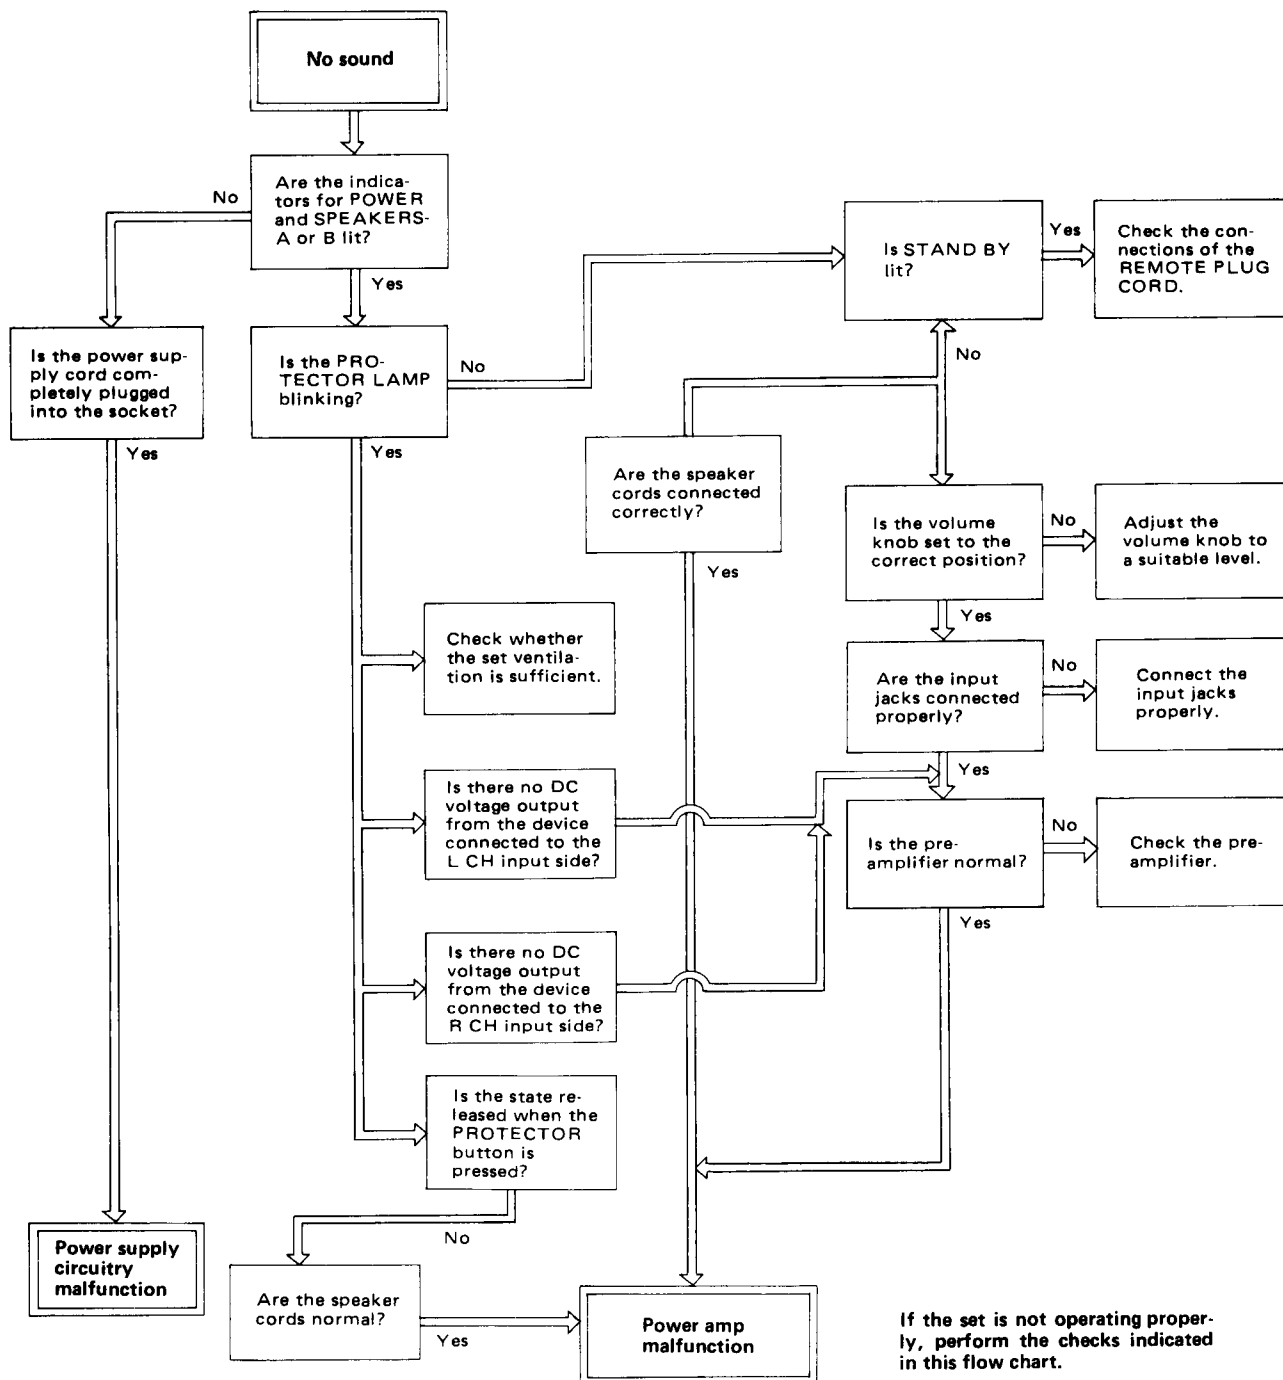 No sound
Are the indica-
tors for POWER
and SPEAKERS-
A or B lit?
No
Yes
Is STAND BY
lit?
Yes
Check the con-
nections of the
REMOTE PLUG
CORD.
No
Is the power sup-
ply cord com-
pletely plugged
into the socket?
Yes
Is the PRO-
TECTOR LAMP
blinking?
No
Yes
Are the speaker
cords connected
correctly?
Yes
Is the volume
knob set to the
correct position?
No
Adjust the
volume knob to
a suitable level.
Yes
Check whether
the set ventila-
tion is sufficient.
Are the input
jacks connected
properly?
No
Connect the
input jacks
properly.
Yes
Is there no DC
voltage output
from the device
connected to the
L CH input side?
Is the pre-
amplifier normal?
No
Check the pre-
amplifier.
Yes
Is there no DC
voltage output
from the device
connected to the
R CH input side?
Is the state re-
leased when the
PROTECTOR
button is
pressed?
No
Power supply
circuitry
malfunction
Are the speaker
cords normal?
Yes
Power amp
malfunction
If the set is not operating proper-
ly, perform the checks indicated
in this flow chart.